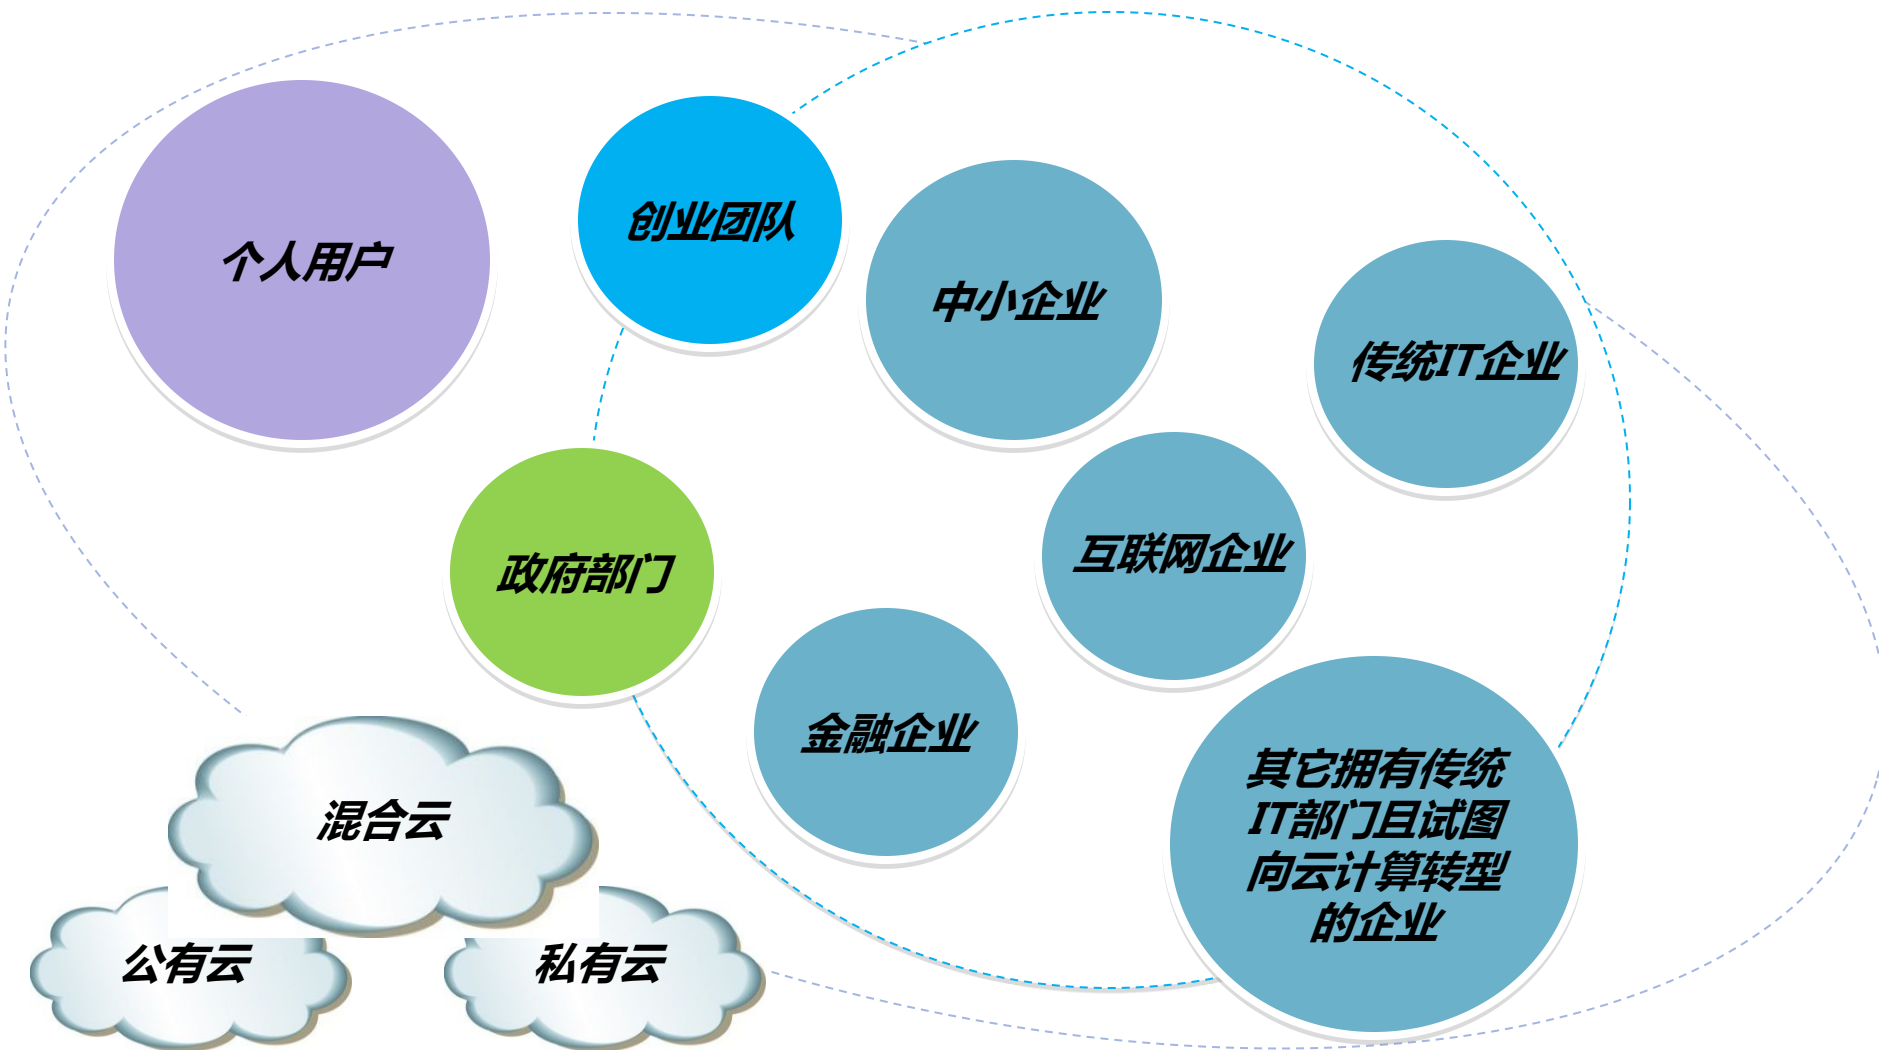 个人用户
创业团队
中小企业
传统IT企业
政府部门
互联网企业
金融企业
其它拥有传统
IT部门且试图
向云计算转型
的企业
混合云
公有云
私有云